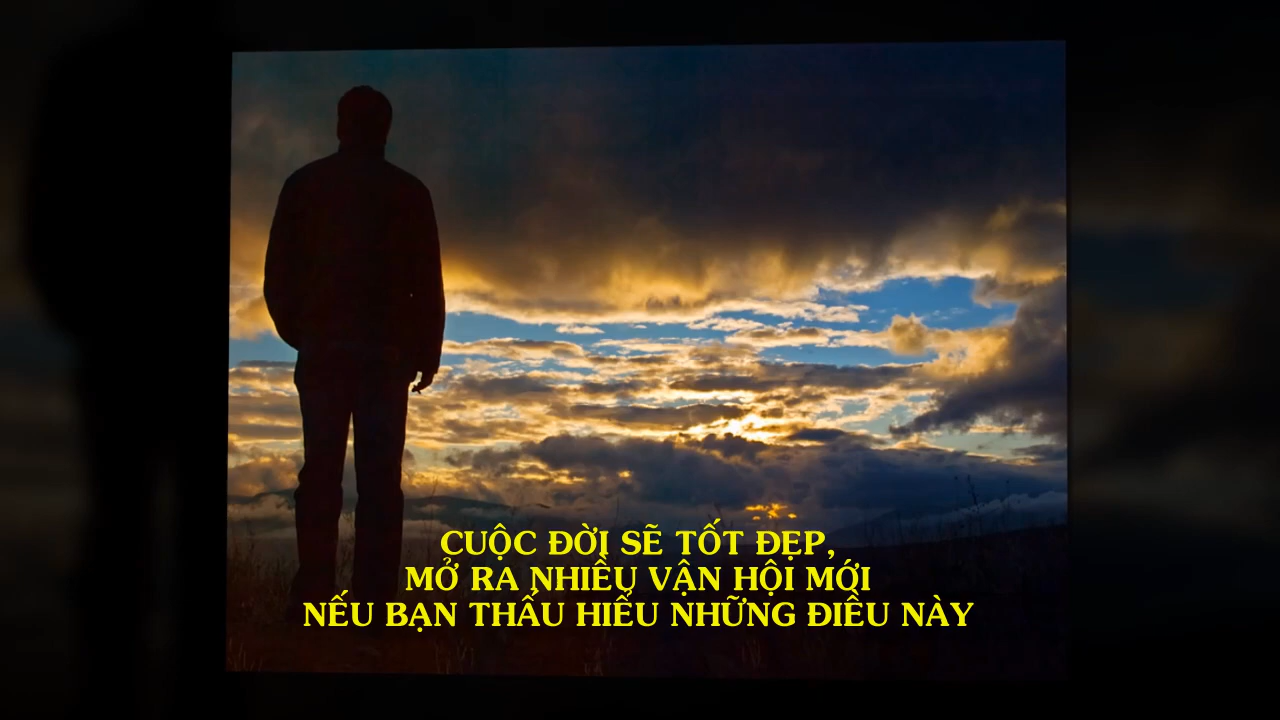 CUỘC ĐỜI SẼ TỐT ĐẸP,
MỞ RA NHIỀU VẬN HỘI MỚI
NẾU BẠN THẤU HIỂU NHỮNG ĐIỀU NÀY